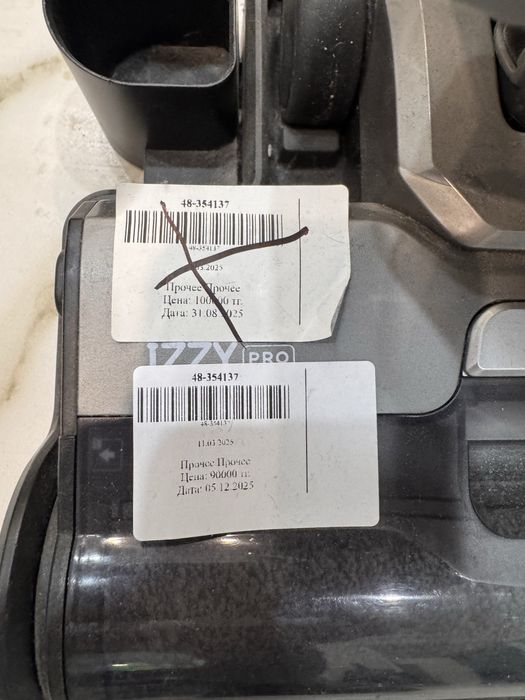 48-354137
48-354137
.03.2025
Прочее Прочее
Цена: 100000 тг.
Дата: 31.08.2025
IZZY PRO
48-354137
48-354137
11.03.2025
Прочее Прочее
Цена: 90000 тг.
Дата: 05.12.2025